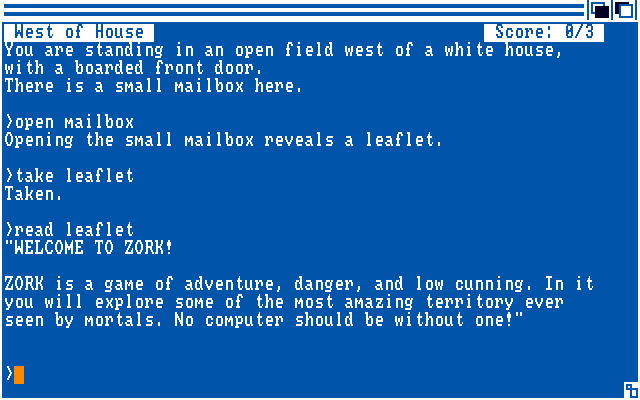 West of House Score: 0/3
You are standing in an open field west of a white house,
with a boarded front door.
There is a small mailbox here.
>open mailbox
Opening the small mailbox reveals a leaflet.
>take leaflet
Taken.
>read leaflet
"WELCOME TO ZORK!
ZORK is a game of adventure, danger, and low cunning. In it
you will explore some of the most amazing territory ever
seen by mortals. No computer should be without one!"
>